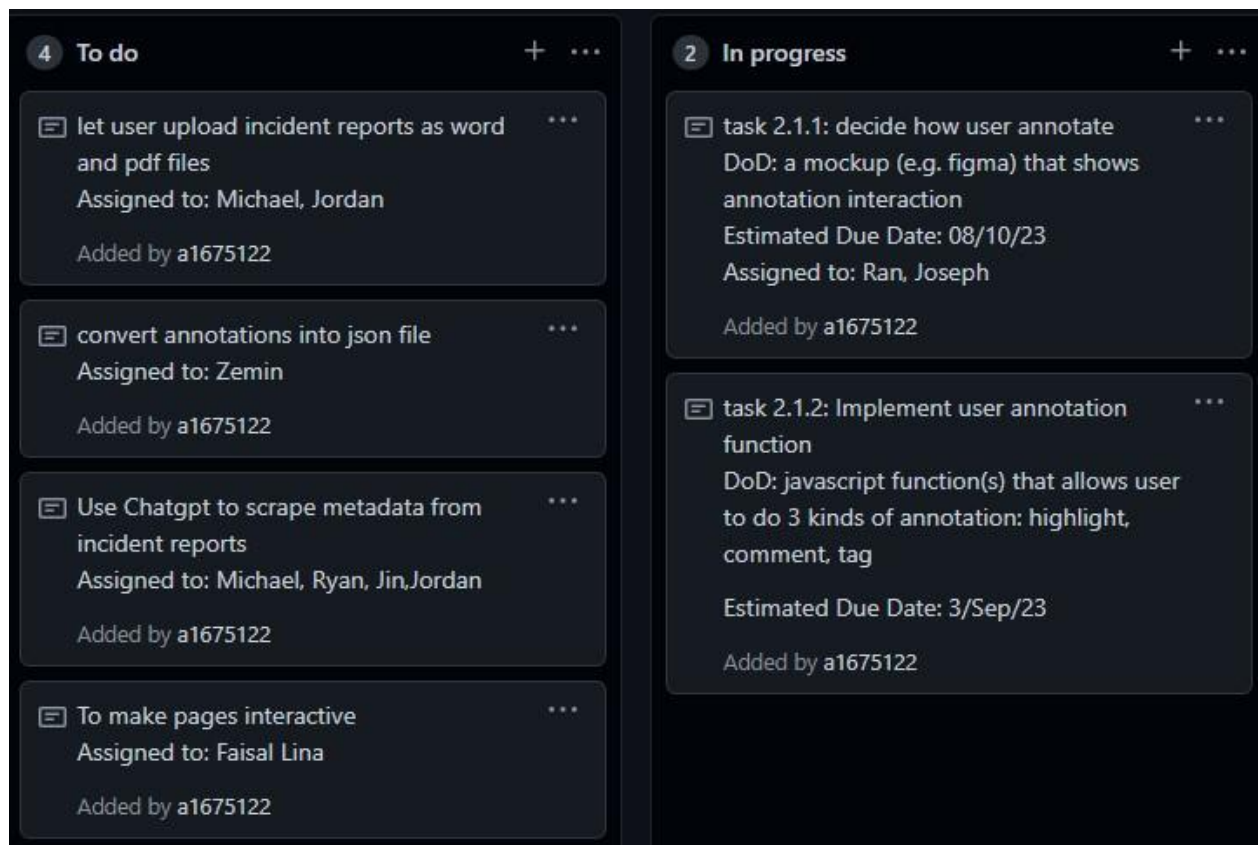 4 To do
let user upload incident reports as word
and pdf files
Assigned to: Michael, Jordan
Added by a1675122
convert annotations into json file
Assigned to: Zemin
Added by a1675122
Use Chatgpt to scrape metadata from
incident reports
Assigned to: Michael, Ryan, Jin,Jordan
Added by a1675122
To make pages interactive
Assigned to: Faisal Lina
Added by a1675122
2 In progress
task 2.1.1: decide how user annotate
DoD: a mockup (e.g. figma) that shows
annotation interaction
Estimated Due Date: 08/10/23
Assigned to: Ran, Joseph
Added by a1675122
task 2.1.2: Implement user annotation
function
DoD: javascript function(s) that allows user
to do 3 kinds of annotation: highlight,
comment, tag
Estimated Due Date: 3/Sep/23
Added by a1675122